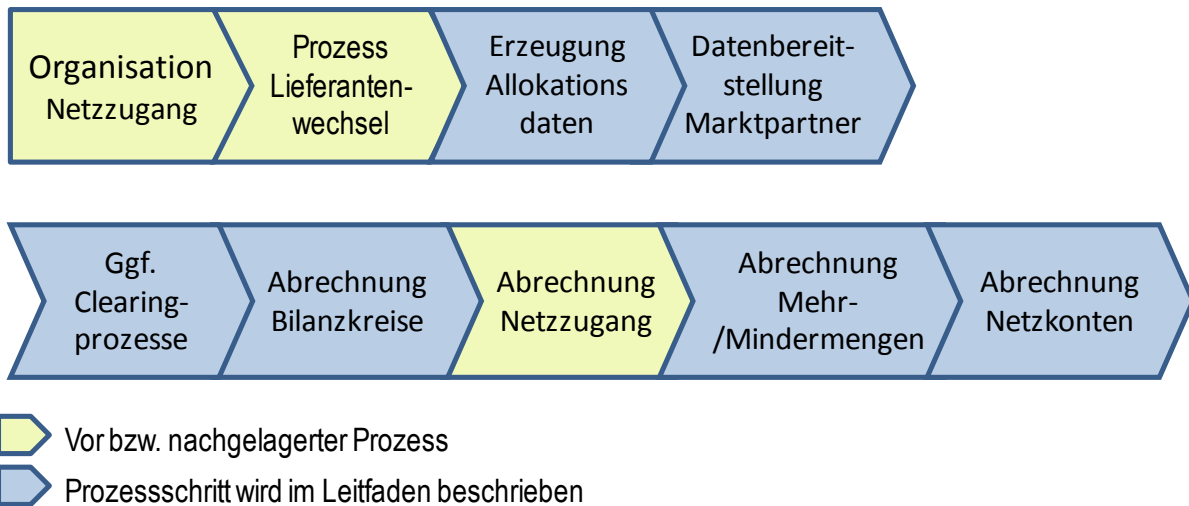 Organisation
Netzzugang
Prozess
Lieferanten-
wechsel
Erzeugung
Allokations
daten
Datenbereit-
stellung
Marktpartner
Ggf.
Clearing-
prozesse
Abrechnung
Bilanzkreise
Abrechnung
Netzzugang
Abrechnung
Mehr-
/Mindermengen
Abrechnung
Netzkonten
Vor bzw. nachgelagerter Prozess
Prozessschritt wird im Leitfaden beschrieben